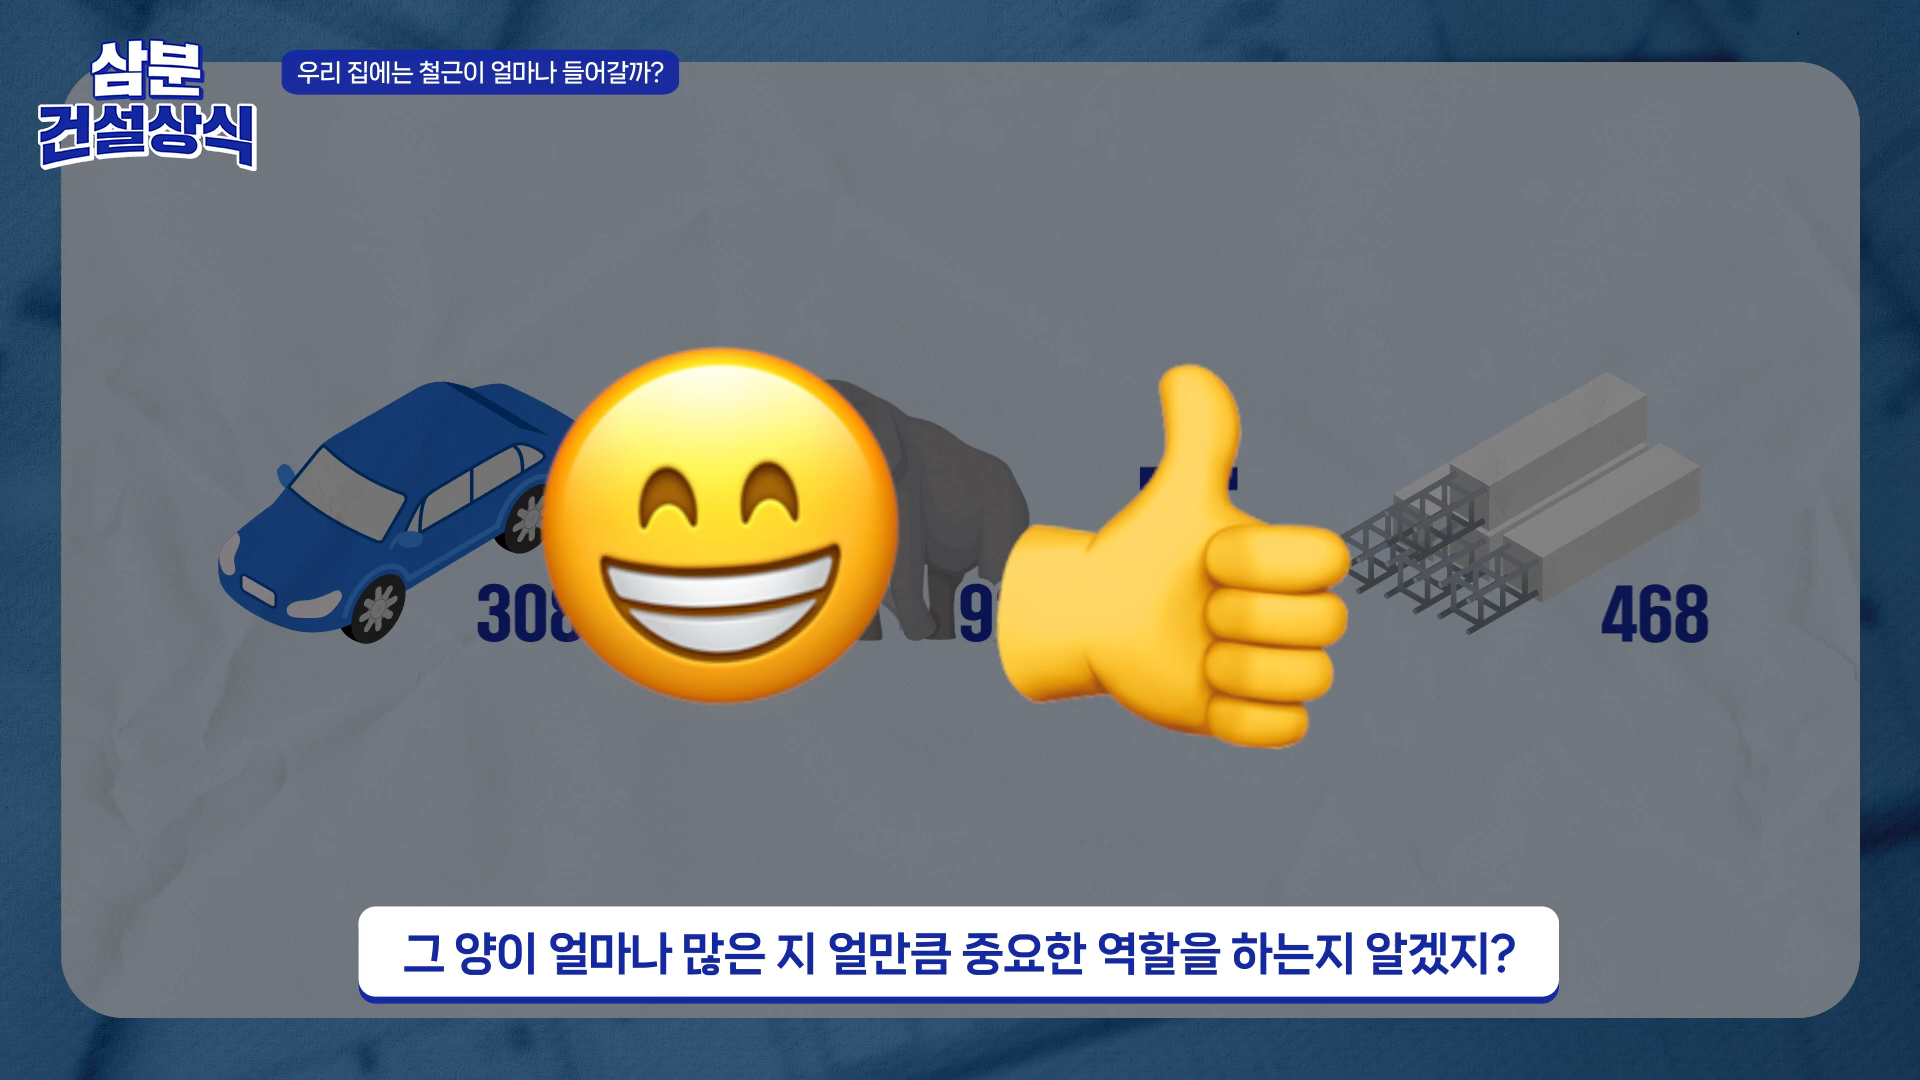 삼분
건설상식
우리 집에는 철근이 얼마나 들어갈까?
308
468
그 양이 얼마나 많은 지 얼만큼 중요한 역할을 하는지 알겠지?